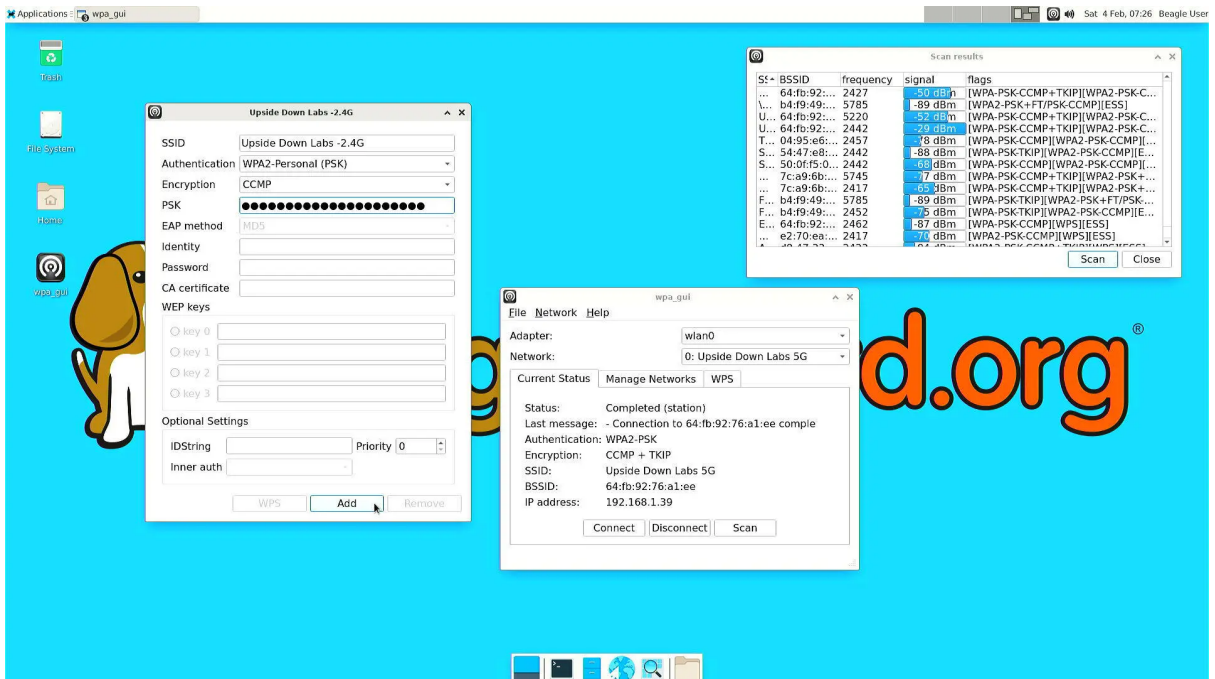 Applications
wpa_gui
Sat 4 Feb, 07:26 Beagle User
Trash
File System
Home
wpa_gui
Upside Down Labs -2.4G
SSID Upside Down Labs -2.4G
Authentication WPA2-Personal (PSK)
Encryption CCMP
PSK ●●●●●●●●●●●●●●●●●●●●●
EAP method MD5
Identity
Password
CA certificate
WEP keys
key 0
key 1
key 2
key 3
Optional Settings
IDString Priority 0
Inner auth
WPS Add Remove
Scan results
BSSID frequency signal flags
... 64:fb:92:... 2427 -50 dBm [WPA-PSK-CCMP+TKIP][WPA2-PSK-C...
\... b4:f9:49:... 5785 -89 dBm [WPA2-PSK+FT/PSK-CCMP][ESS]
U... 64:fb:92:... 5220 -52 dBm [WPA-PSK-CCMP+TKIP][WPA2-PSK-C...
U... 64:fb:92:... 2442 -29 dBm [WPA-PSK-CCMP+TKIP][WPA2-PSK-C...
T... 04:95:e6:... 2457 -78 dBm [WPA-PSK-CCMP][WPA2-PSK-CCMP][...
S... 54:47:e8:... 2442 -88 dBm [WPA-PSK-TKIP][WPA2-PSK-CCMP][E...
S... 50:0f:f5:0... 2442 -68 dBm [WPA-PSK-CCMP][WPA2-PSK-CCMP][...
... 7c:a9:6b:... 5745 -77 dBm [WPA-PSK-CCMP+TKIP][WPA2-PSK+...
... 7c:a9:6b:... 2417 -65 dBm [WPA-PSK-CCMP+TKIP][WPA2-PSK+...
F... b4:f9:49:... 5785 -89 dBm [WPA-PSK-TKIP][WPA2-PSK+FT/PSK-...
F... b4:f9:49:... 2452 -75 dBm [WPA-PSK-TKIP][WPA2-PSK-CCMP][E...
E... 64:fb:92:... 2462 -87 dBm [WPA2-PSK-CCMP][WPS][ESS]
... e2:70:ea:... 2417 -70 dBm [WPA2-PSK-CCMP][WPS][ESS]
Scan Close
wpa_gui
File Network Help
Adapter: wlan0
Network: 0: Upside Down Labs 5G
Current Status Manage Networks WPS
Status: Completed (station)
Last message: - Connection to 64:fb:92:76:a1:ee comple
Authentication: WPA2-PSK
Encryption: CCMP + TKIP
SSID: Upside Down Labs 5G
BSSID: 64:fb:92:76:a1:ee
IP address: 192.168.1.39
Connect Disconnect Scan
d.org®